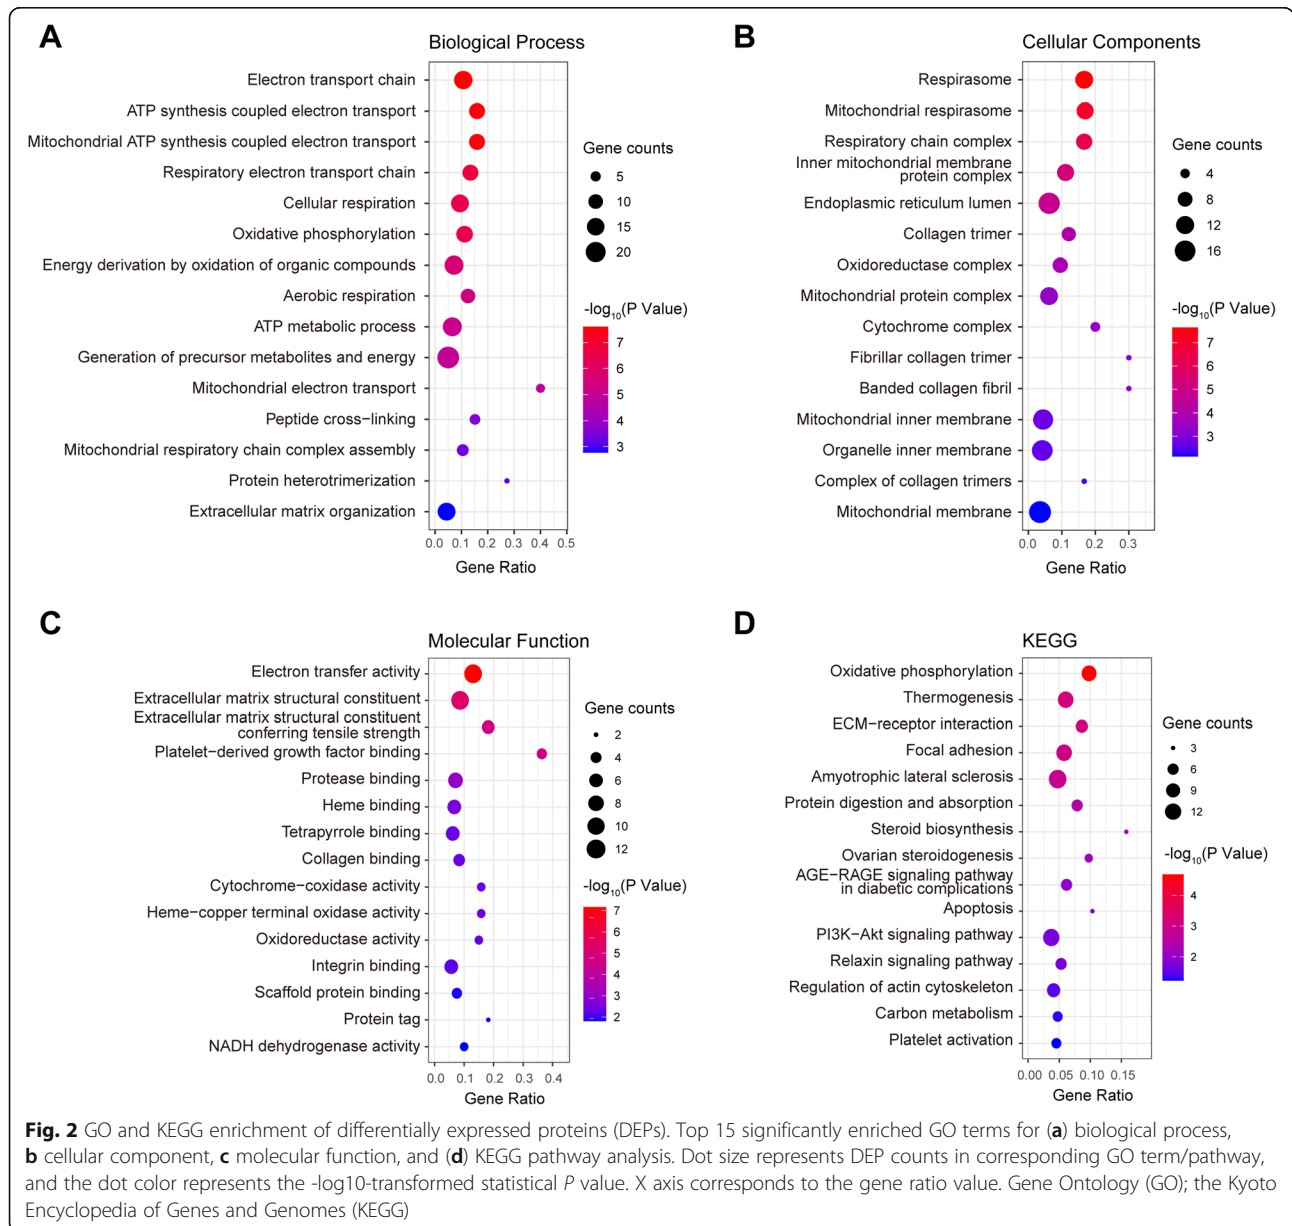 A
Biological Process
Electron transport chain
ATP synthesis coupled electron transport
Mitochondrial ATP synthesis coupled electron transport
Respiratory electron transport chain
Cellular respiration
Oxidative phosphorylation
Energy derivation by oxidation of organic compounds
Aerobic respiration
ATP metabolic process
Generation of precursor metabolites and energy
Mitochondrial electron transport
Peptide cross−linking
Mitochondrial respiratory chain complex assembly
Protein heterotrimerization
Extracellular matrix organization
0.0 0.1 0.2 0.3 0.4 0.5
Gene Ratio
Gene counts
5
10
15
20
-log10(P Value)
7
6
5
4
3
B
Cellular Components
Respirasome
Mitochondrial respirasome
Respiratory chain complex
Inner mitochondrial membrane
protein complex
Endoplasmic reticulum lumen
Collagen trimer
Oxidoreductase complex
Mitochondrial protein complex
Cytochrome complex
Fibrillar collagen trimer
Banded collagen fibril
Mitochondrial inner membrane
Organelle inner membrane
Complex of collagen trimers
Mitochondrial membrane
0.0 0.1 0.2 0.3
Gene Ratio
Gene counts
4
8
12
16
-log10(P Value)
7
6
5
4
3
C
Molecular Function
Electron transfer activity
Extracellular matrix structural constituent
Extracellular matrix structural constituent
conferring tensile strength
Platelet-derived growth factor binding
Protease binding
Heme binding
Tetrapyrrole binding
Collagen binding
Cytochrome−coxidase activity
Heme−copper terminal oxidase activity
Oxidoreductase activity
Integrin binding
Scaffold protein binding
Protein tag
NADH dehydrogenase activity
0.0 0.1 0.2 0.3 0.4
Gene Ratio
Gene counts
2
4
6
8
10
12
-log10(P Value)
7
6
5
4
3
2
D
KEGG
Oxidative phosphorylation
Thermogenesis
ECM−receptor interaction
Focal adhesion
Amyotrophic lateral sclerosis
Protein digestion and absorption
Steroid biosynthesis
Ovarian steroidogenesis
AGE−RAGE signaling pathway
in diabetic complications
Apoptosis
PI3K−Akt signaling pathway
Relaxin signaling pathway
Regulation of actin cytoskeleton
Carbon metabolism
Platelet activation
0.00 0.05 0.10 0.15
Gene Ratio
Gene counts
3
6
9
12
-log10(P Value)
4
3
2
Fig. 2 GO and KEGG enrichment of differentially expressed proteins (DEPs). Top 15 significantly enriched GO terms for (a) biological process,
b cellular component, c molecular function, and (d) KEGG pathway analysis. Dot size represents DEP counts in corresponding GO term/pathway,
and the dot color represents the -log10-transformed statistical P value. X axis corresponds to the gene ratio value. Gene Ontology (GO); the Kyoto
Encyclopedia of Genes and Genomes (KEGG)